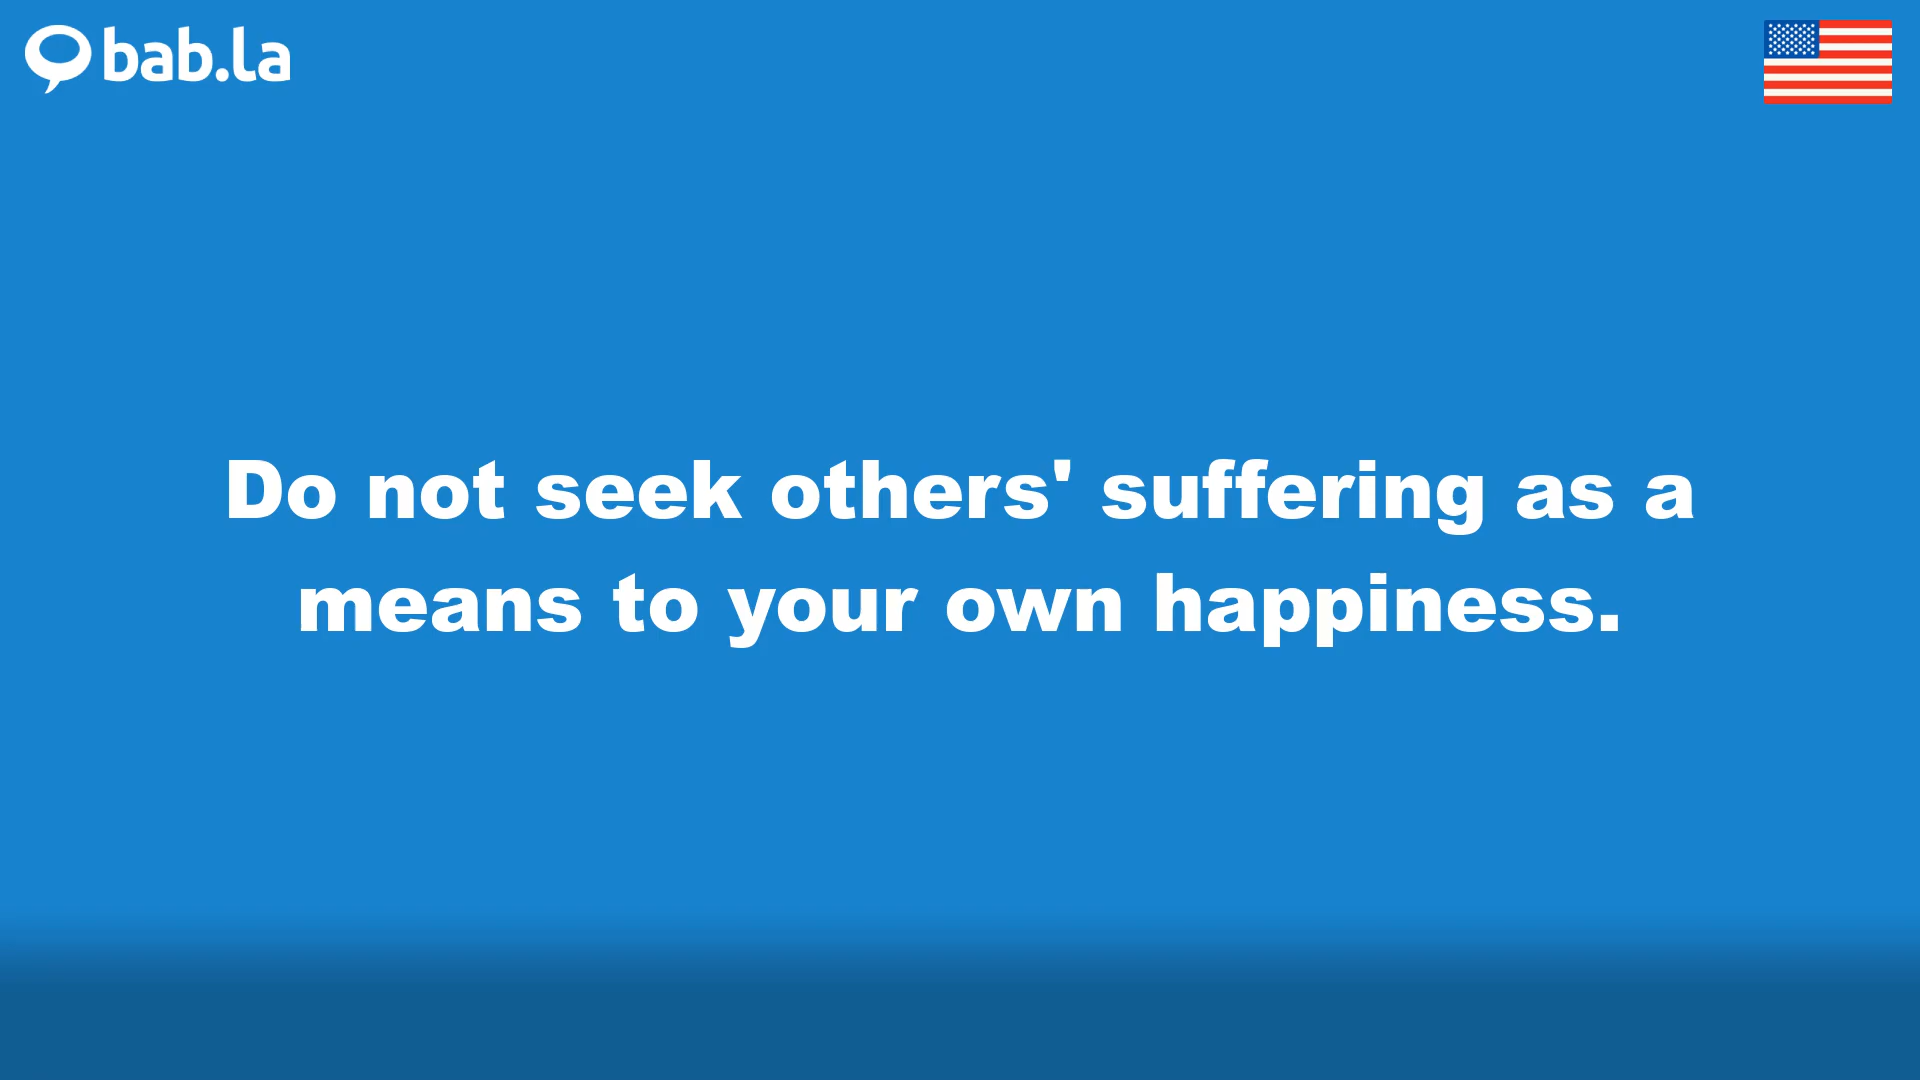 bab.la
Do not seek others' suffering as a
means to your own happiness.